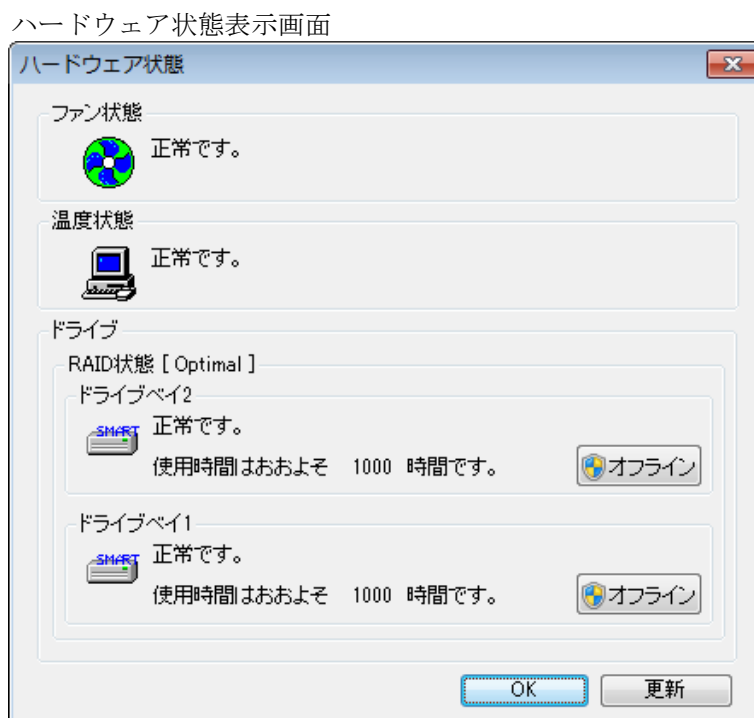 ハードウェア状態表示画面
ハードウェア状態
ファン状態
正常です。
温度状態
正常です。
ドライブ
RAID状態 [ Optimal ]
ドライブベイ2
SMART
正常です。
使用時間はおおよそ 1000 時間です。
オフライン
ドライブベイ1
SMART
正常です。
使用時間はおおよそ 1000 時間です。
オフライン
OK
更新